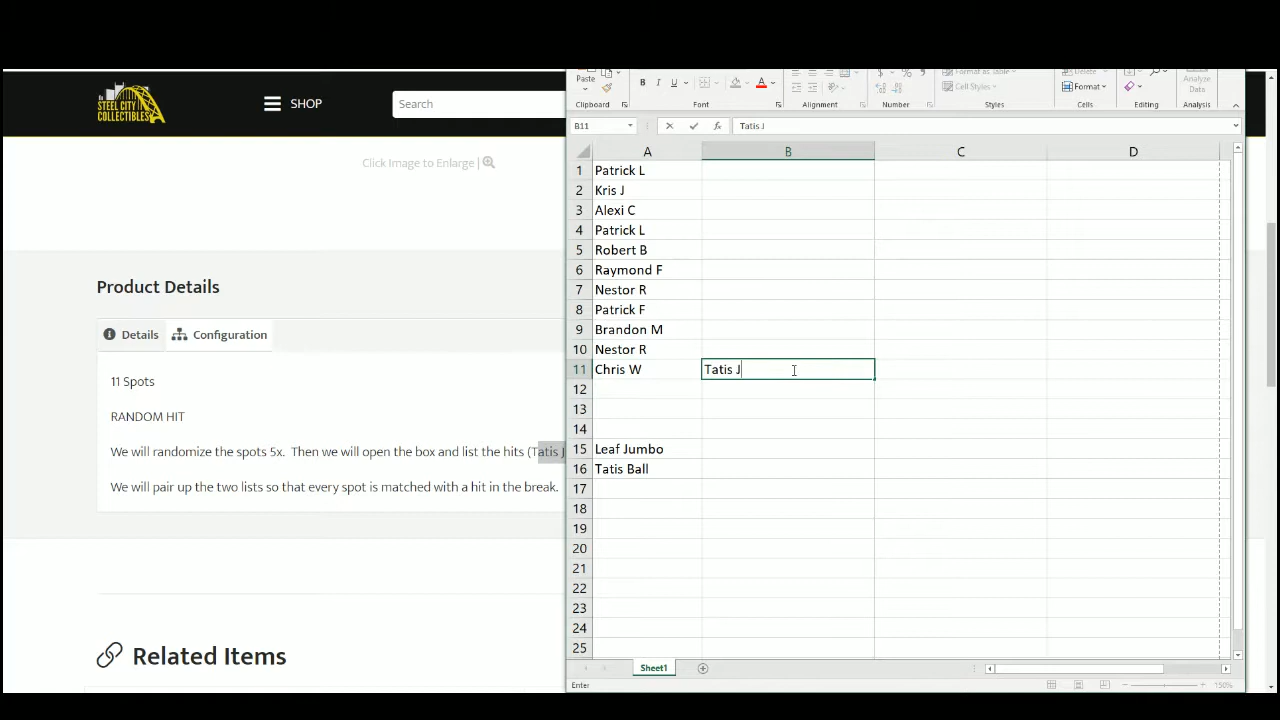 STEEL CITY
COLLECTIBLES
SHOP
Search
Click Image to Enlarge |
Product Details
Details
Configuration
11 Spots
RANDOM HIT
We will randomize the spots 5x. Then we will open the box and list the hits (Tatis J
We will pair up the two lists so that every spot is matched with a hit in the break.
Related Items
Paste
B I U
Format as Table
Cell Styles
Delete
Format
Analyze
Data
Clipboard
Font
Alignment
Number
Styles
Cells
Editing
Analysis
B11
fx
Tatis J
A B C D
1 Patrick L
2 Kris J
3 Alexi C
4 Patrick L
5 Robert B
6 Raymond F
7 Nestor R
8 Patrick F
9 Brandon M
10 Nestor R
11 Chris W Tatis J
12
13
14
15 Leaf Jumbo
16 Tatis Ball
17
18
19
20
21
22
23
24
25
Sheet1
Enter
150%